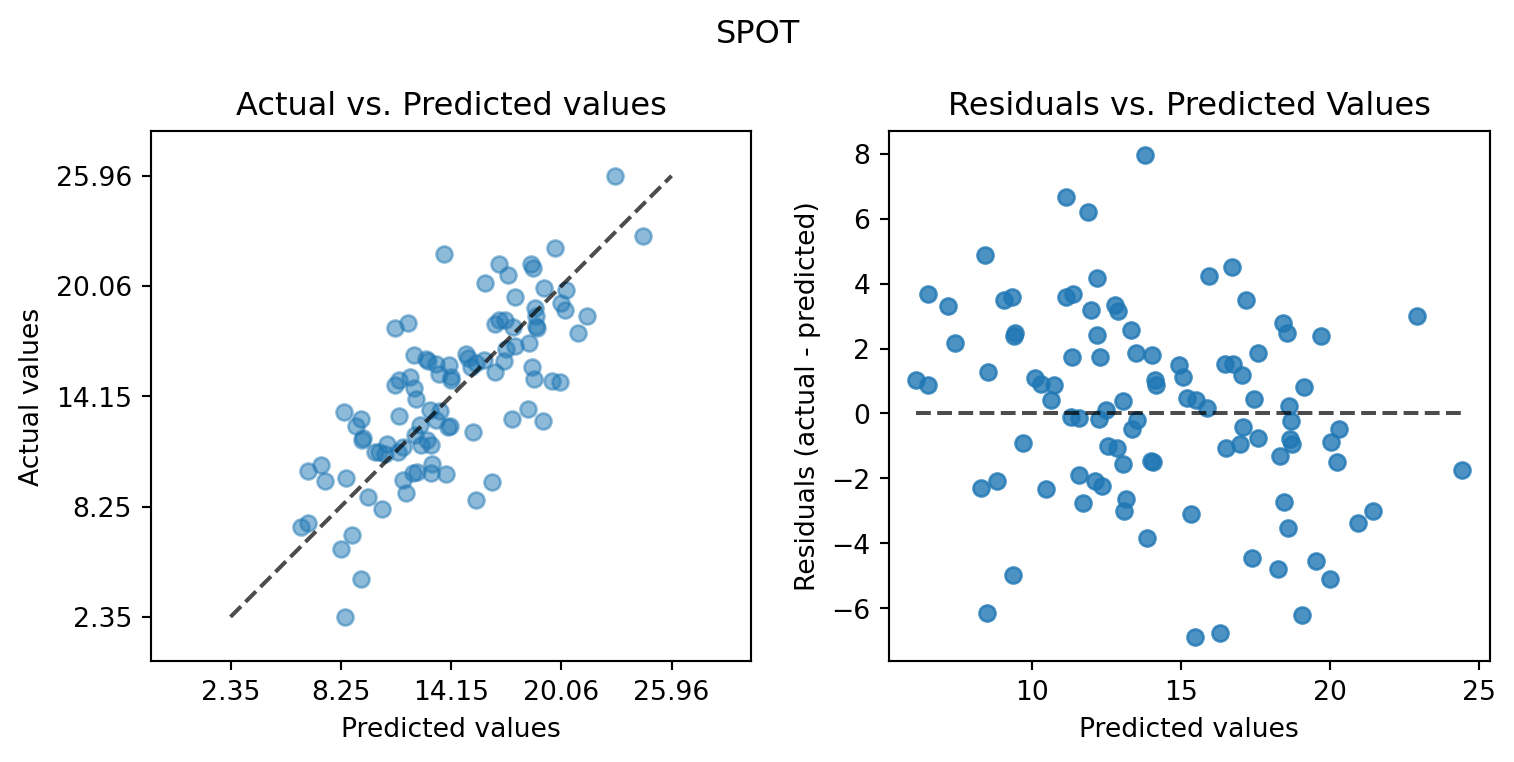 SPOT
Actual vs. Predicted values
Actual values
25.96
20.06
14.15
8.25
2.35
2.35 8.25 14.15 20.06 25.96
Predicted values
Residuals vs. Predicted Values
Residuals (actual - predicted)
8
6
4
2
0
−2
−4
−6
10 15 20 25
Predicted values